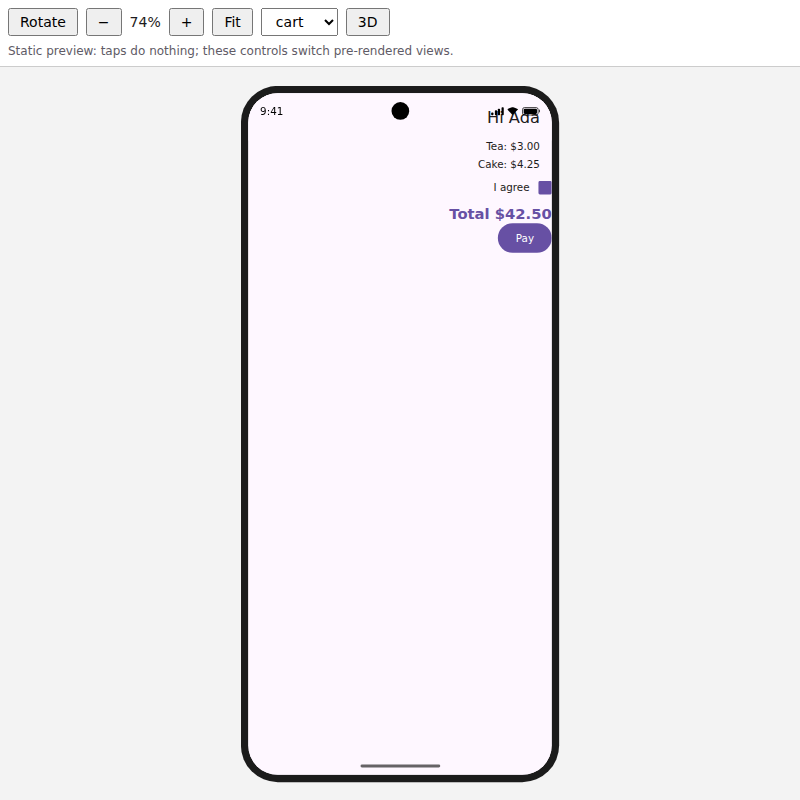 Rotate − 74% + Fit cart 3D
Static preview: taps do nothing; these controls switch pre-rendered views.
9:41
Hi Ada
Tea: $3.00
Cake: $4.25
I agree
Total $42.50
Pay